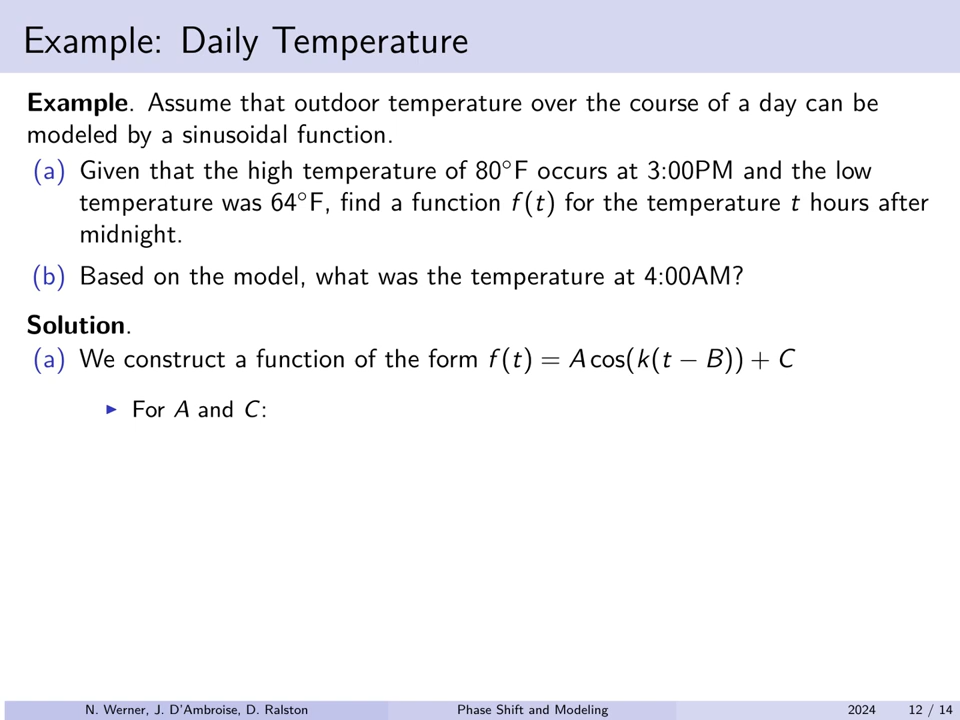 Example: Daily Temperature
Example. Assume that outdoor temperature over the course of a day can be
modeled by a sinusoidal function.
(a) Given that the high temperature of 80°F occurs at 3:00PM and the low
temperature was 64°F, find a function f(t) for the temperature t hours after
midnight.
(b) Based on the model, what was the temperature at 4:00AM?
Solution.
(a) We construct a function of the form f(t) = A cos(k(t − B)) + C
▶ For A and C:
N. Werner, J. D'Ambroise, D. Ralston Phase Shift and Modeling 2024 12 / 14